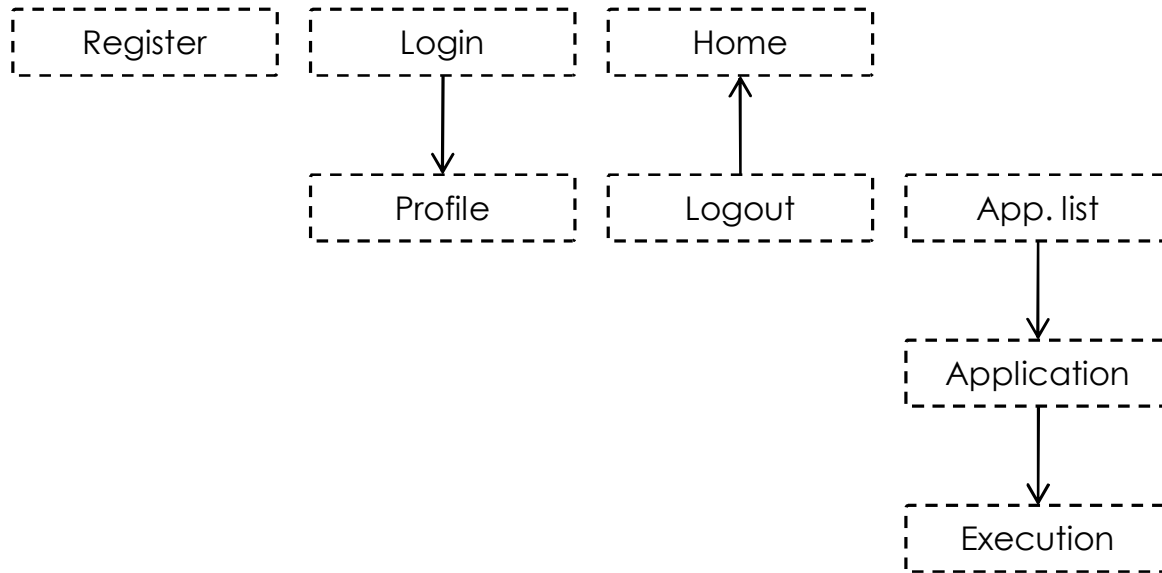 Register
Login
Home
Profile
Logout
App. list
Application
Execution